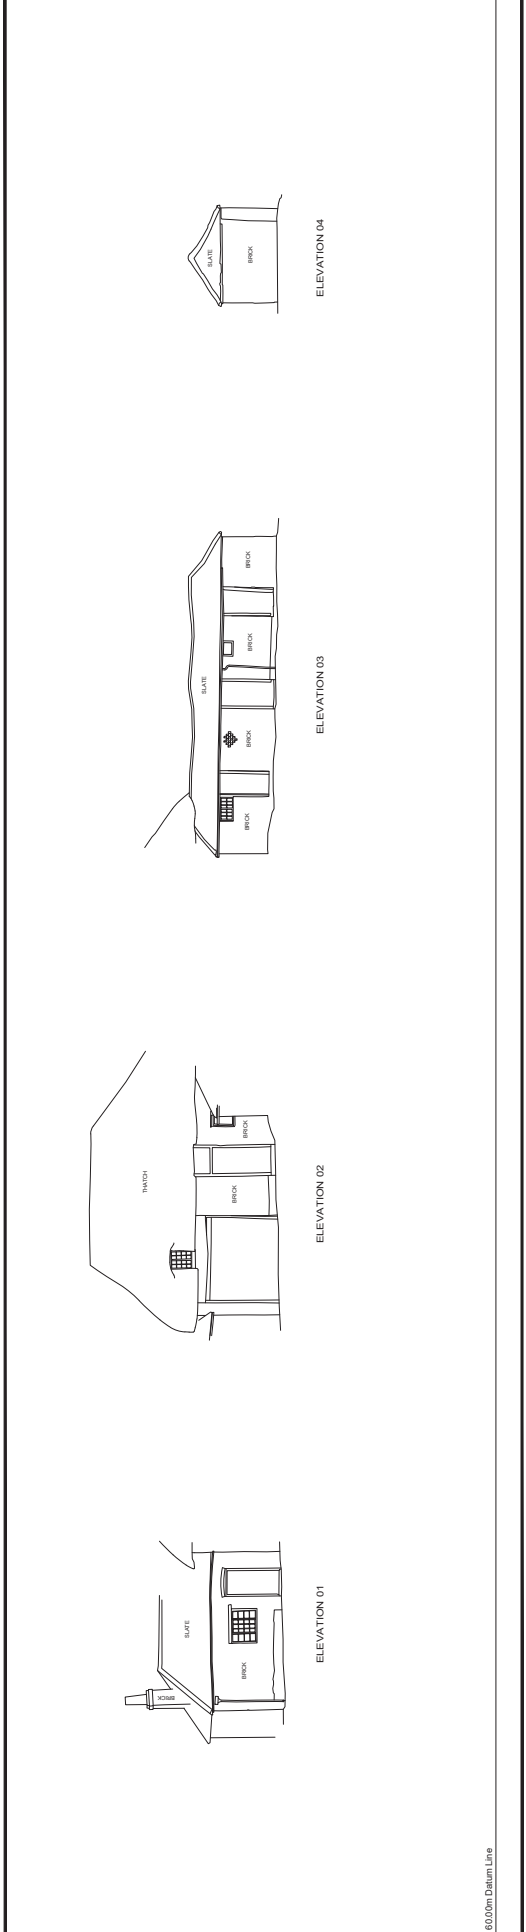 BRICK
SLATE
BRICK
ELEVATION 01
THATCH
BRICK
BRICK
ELEVATION 02
SLATE
BRICK
BRICK
BRICK
BRICK
ELEVATION 03
SLATE
BRICK
ELEVATION 04
60.00m Datum Line